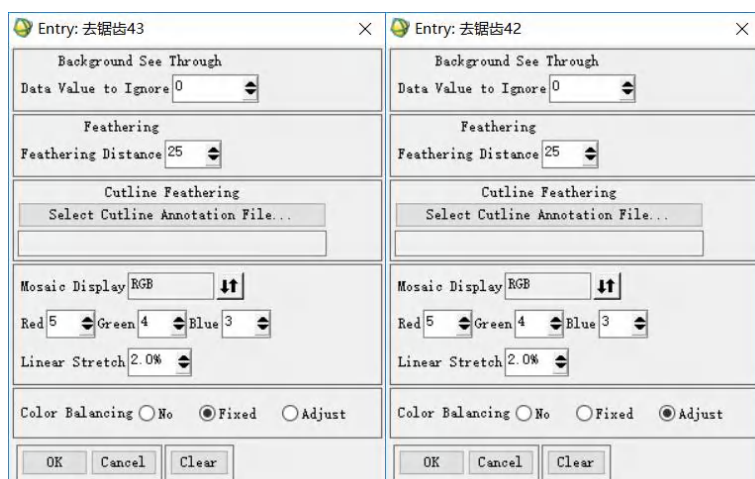 Entry: 去锯齿43
Background See Through
Data Value to Ignore 0
Feathering
Feathering Distance 25
Cutline Feathering
Select Cutline Annotation File...
Mosaic Display RGB
Red 5 Green 4 Blue 3
Linear Stretch 2.0%
Color Balancing No Fixed Adjust
OK Cancel Clear
Entry: 去锯齿42
Background See Through
Data Value to Ignore 0
Feathering
Feathering Distance 25
Cutline Feathering
Select Cutline Annotation File...
Mosaic Display RGB
Red 5 Green 4 Blue 3
Linear Stretch 2.0%
Color Balancing No Fixed Adjust
OK Cancel Clear